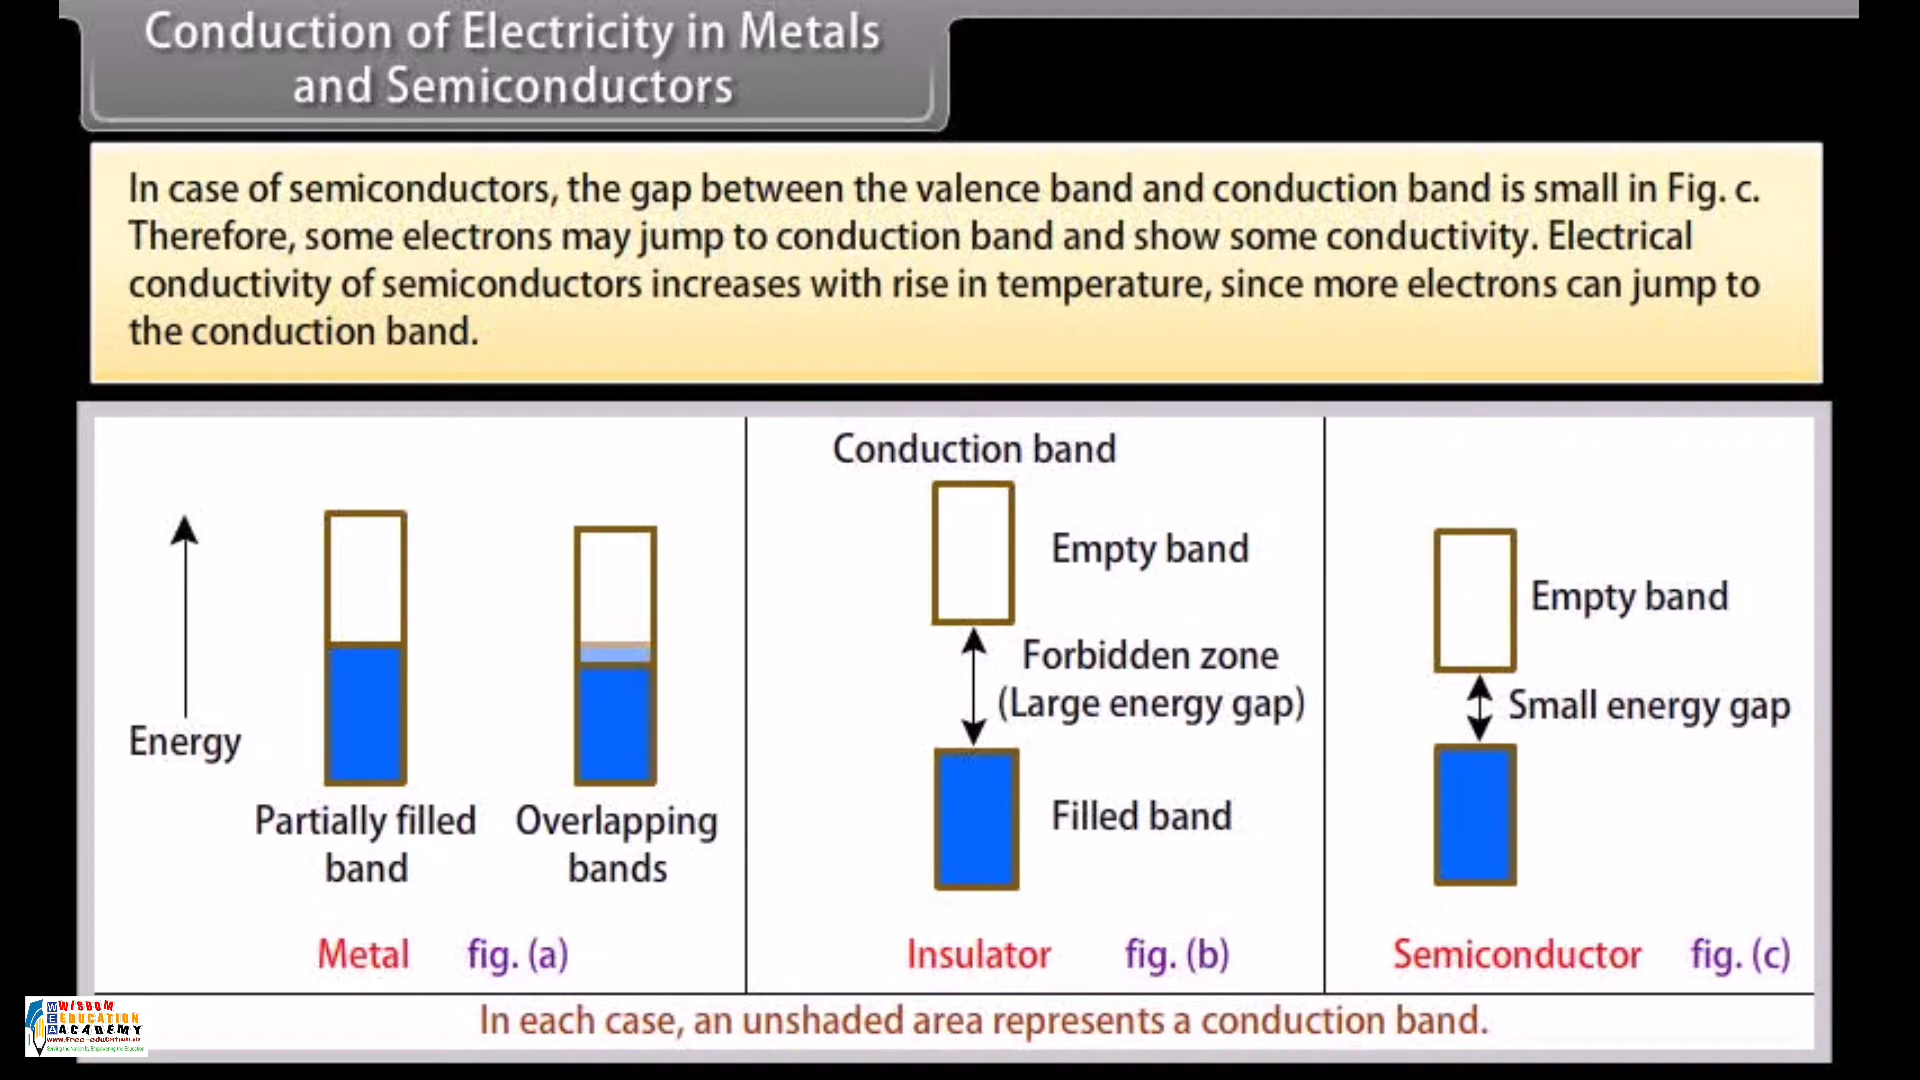 Conduction of Electricity in Metals
and Semiconductors
In case of semiconductors, the gap between the valence band and conduction band is small in Fig. c.
Therefore, some electrons may jump to conduction band and show some conductivity. Electrical
conductivity of semiconductors increases with rise in temperature, since more electrons can jump to
the conduction band.
Energy
Partially filled
band
Overlapping
bands
Metal fig. (a)
Conduction band
Empty band
Forbidden zone
(Large energy gap)
Filled band
Insulator fig. (b)
Empty band
Small energy gap
Semiconductor fig. (c)
In each case, an unshaded area represents a conduction band.
WISDOM
EDUCATION
ACADEMY